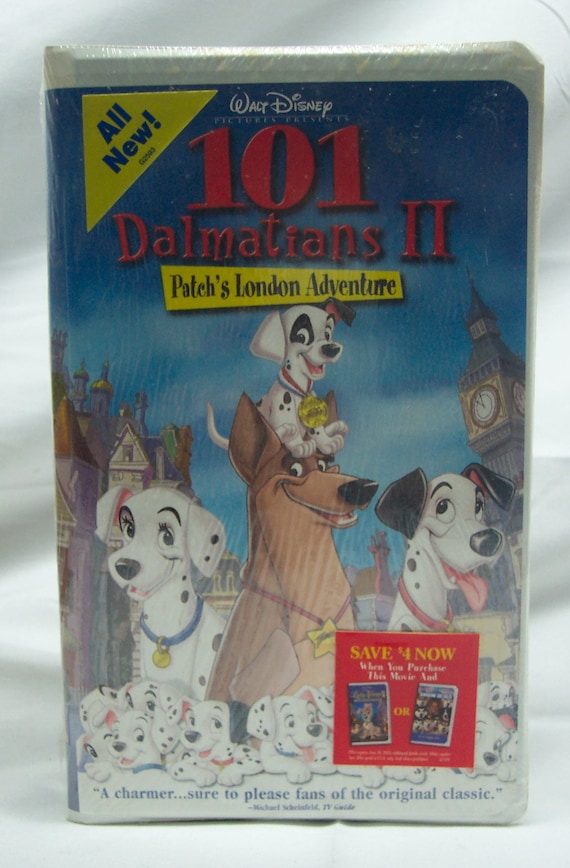 All
New!
WALT DISNEY
PICTURES PRESENTS
101
Dalmatians II
Patch's London Adventure
SAVE $4 NOW
When You Purchase
This Movie And
OR
"A charmer...sure to please fans of the original classic."
–Michael Scheinfeld, TV Guide